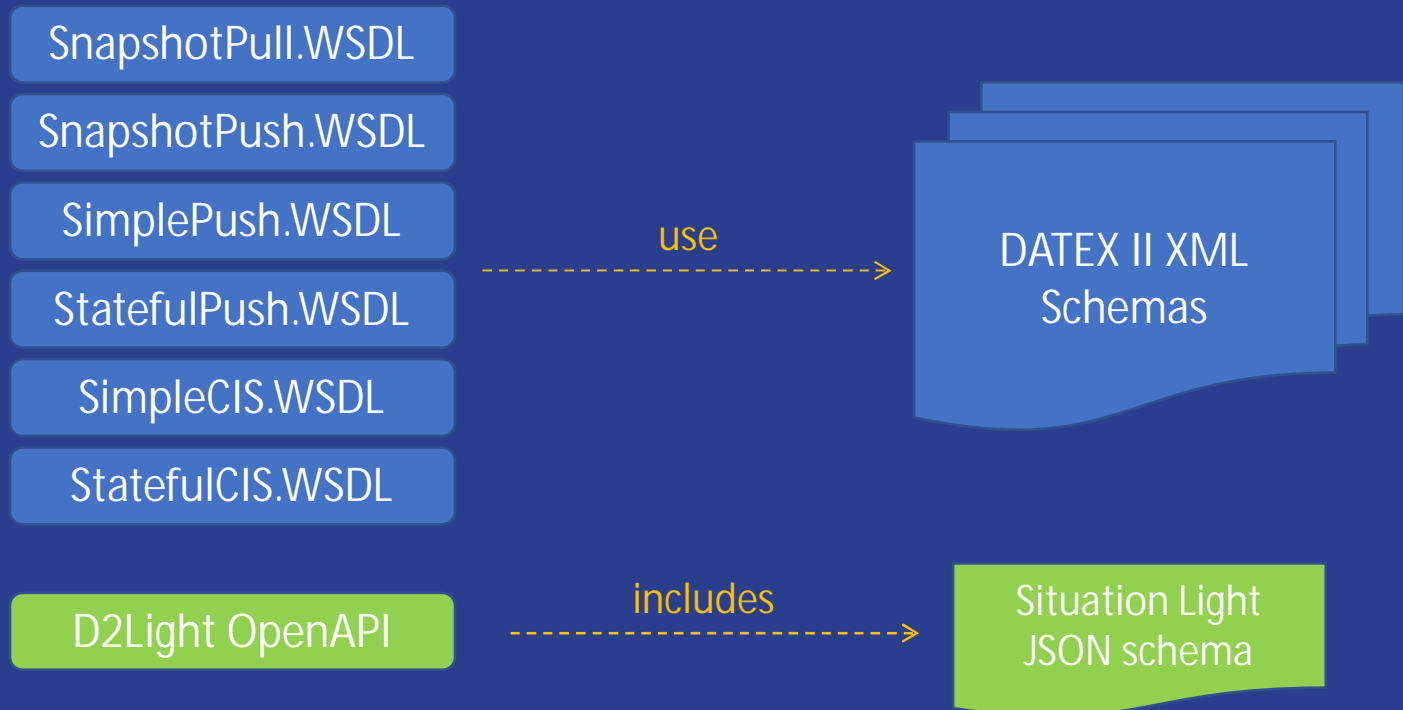 SnapshotPull.WSDL
SnapshotPush.WSDL
SimplePush.WSDL
StatefulPush.WSDL
SimpleCIS.WSDL
StatefulCIS.WSDL
use
DATEX II XML
Schemas
D2Light OpenAPI
includes
Situation Light
JSON schema